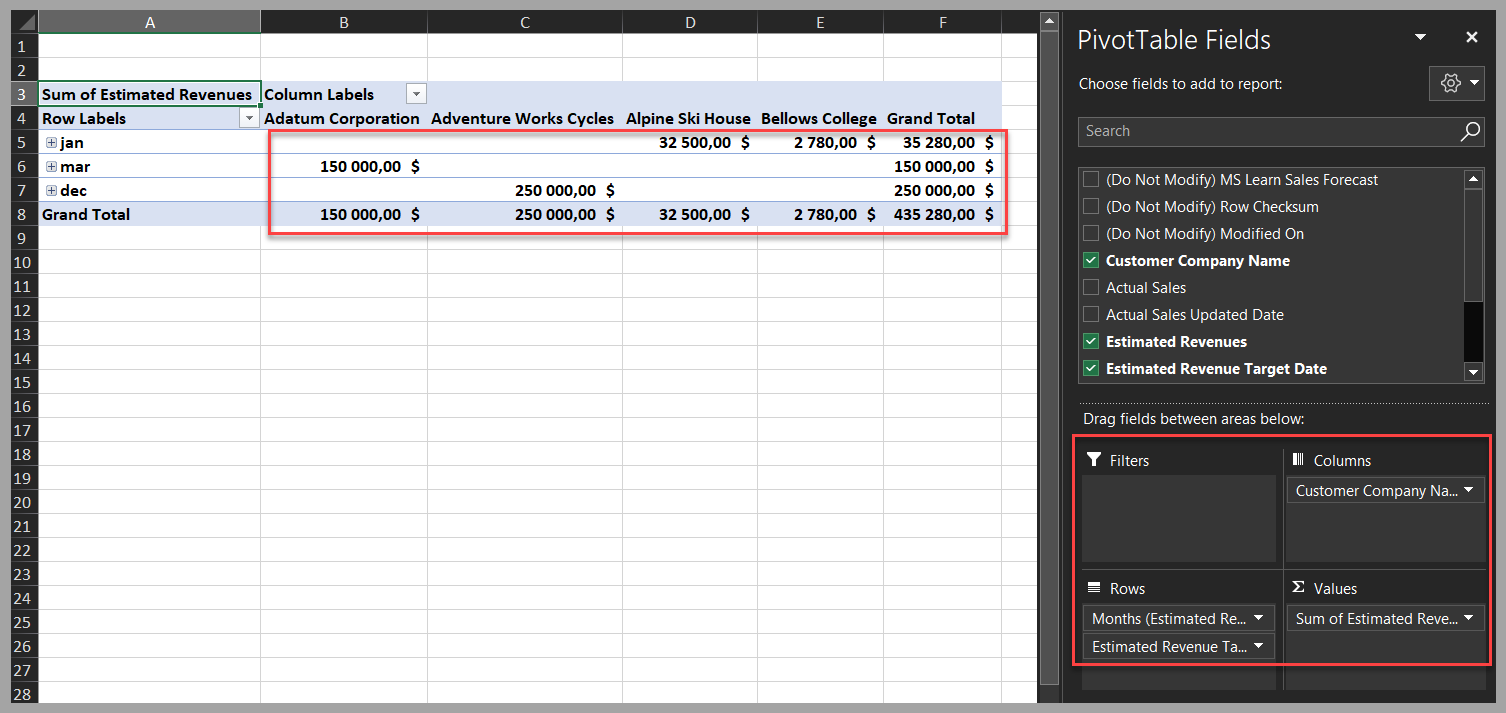 A B C D E F
1
2
3 Sum of Estimated Revenues Column Labels
4 Row Labels Adatum Corporation Adventure Works Cycles Alpine Ski House Bellows College Grand Total
5 jan 32 500,00 $ 2 780,00 $ 35 280,00 $
6 mar 150 000,00 $ 150 000,00 $
7 dec 250 000,00 $ 250 000,00 $
8 Grand Total 150 000,00 $ 250 000,00 $ 32 500,00 $ 2 780,00 $ 435 280,00 $
9
10
11
12
13
14
15
16
17
18
19
20
21
22
23
24
25
26
27
28
PivotTable Fields
Choose fields to add to report:
Search
(Do Not Modify) MS Learn Sales Forecast
(Do Not Modify) Row Checksum
(Do Not Modify) Modified On
Customer Company Name
Actual Sales
Actual Sales Updated Date
Estimated Revenues
Estimated Revenue Target Date
Drag fields between areas below:
Filters
Columns
Customer Company Na...
Rows
Months (Estimated Re...
Estimated Revenue Ta...
Σ Values
Sum of Estimated Reve...